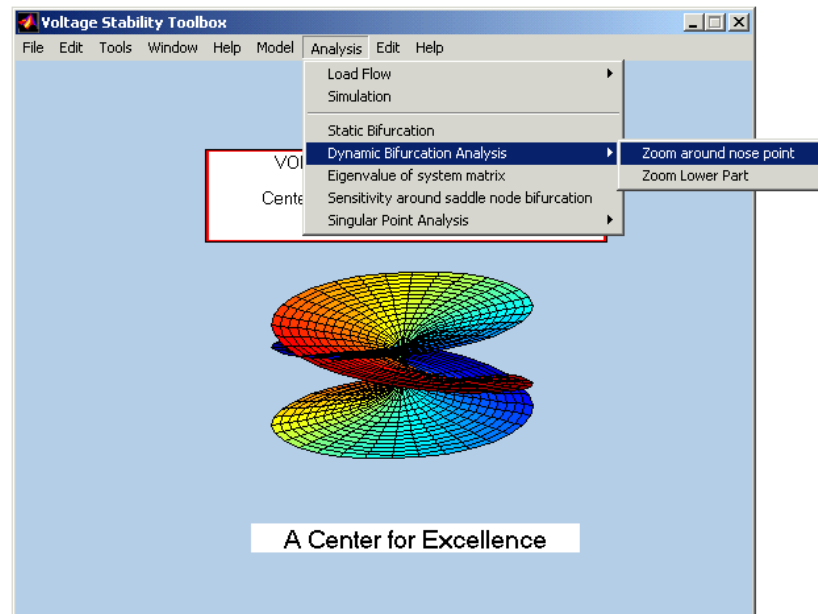 Voltage Stability Toolbox
File Edit Tools Window Help Model Analysis Edit Help
Load Flow
Simulation
Static Bifurcation
Dynamic Bifurcation Analysis
Zoom around nose point
Eigenvalue of system matrix
Zoom Lower Part
Sensitivity around saddle node bifurcation
Singular Point Analysis
A Center for Excellence